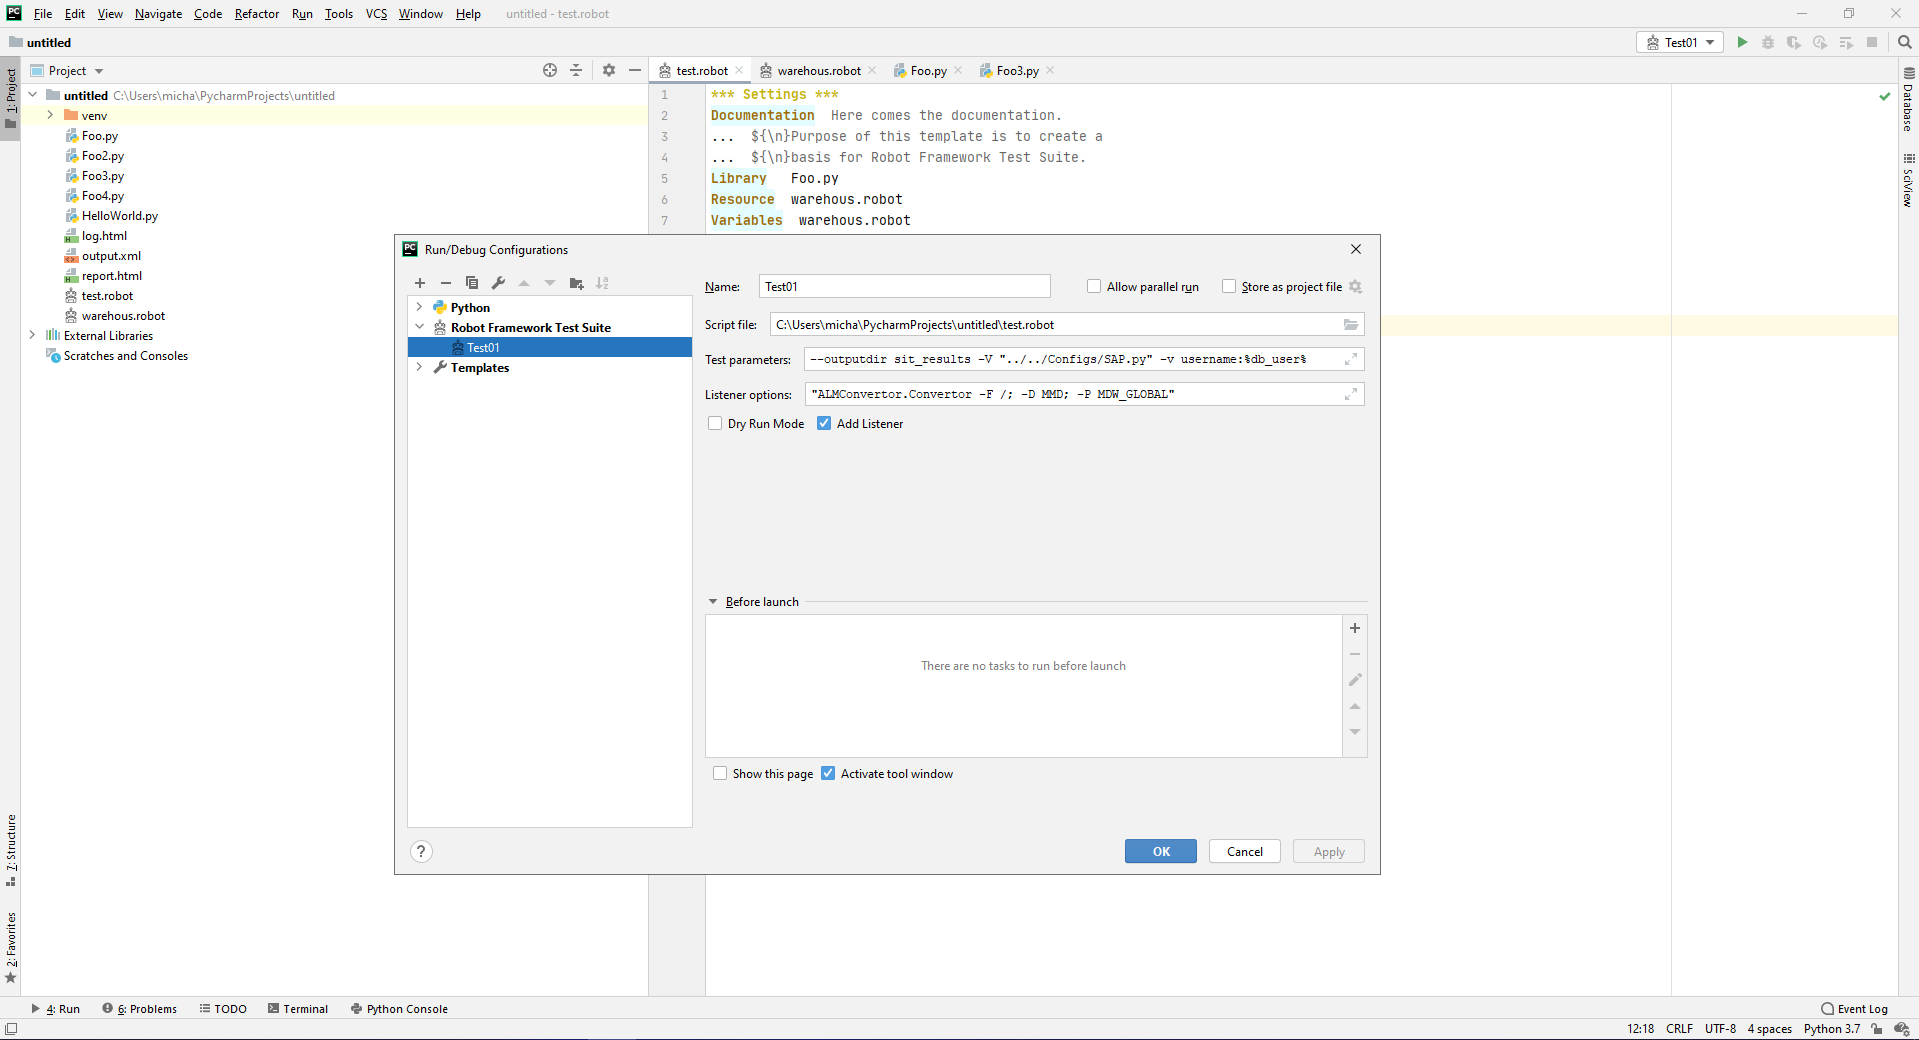 PC File Edit View Navigate Code Refactor Run Tools VCS Window Help untitled - test.robot
untitled Test01
Project test.robot warehous.robot Foo.py Foo3.py
1: Project
untitled C:\Users\micha\PycharmProjects\untitled
venv
Foo.py
Foo2.py
Foo3.py
Foo4.py
HelloWorld.py
log.html
output.xml
report.html
test.robot
warehous.robot
External Libraries
Scratches and Consoles
1 *** Settings ***
2 Documentation Here comes the documentation.
3 ... ${\n}Purpose of this template is to create a
4 ... ${\n}basis for Robot Framework Test Suite.
5 Library Foo.py
6 Resource warehous.robot
7 Variables warehous.robot
Database
SciView
PC Run/Debug Configurations
Python
Robot Framework Test Suite
Test01
Templates
Name: Test01 Allow parallel run Store as project file
Script file: C:\Users\micha\PycharmProjects\untitled\test.robot
Test parameters: --outputdir sit_results -V "../../Configs/SAP.py" -v username:%db_user%
Listener options: "ALMConvertor.Convertor -F /; -D MMD; -P MDW_GLOBAL"
Dry Run Mode Add Listener
Before launch
There are no tasks to run before launch
Show this page Activate tool window
? OK Cancel Apply
7: Structure
2: Favorites
4: Run 6: Problems TODO Terminal Python Console Event Log
12:18 CRLF UTF-8 4 spaces Python 3.7